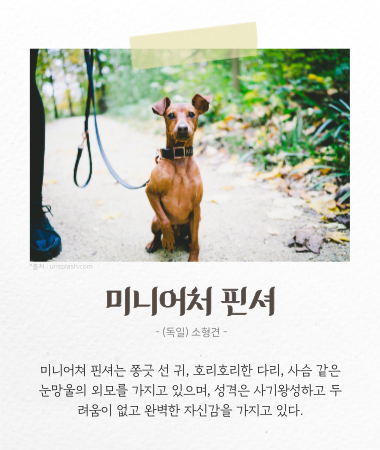 *출처 : unsplash.com
미니어처 핀셔
- (독일) 소형견 -
미니어쳐 핀셔는 쫑긋 선 귀, 호리호리한 다리, 사슴 같은
눈망울의 외모를 가지고 있으며, 성격은 사기왕성하고 두
려움이 없고 완벽한 자신감을 가지고 있다.